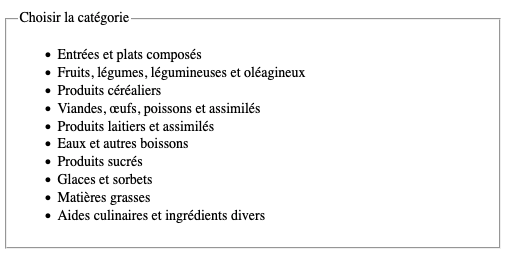 Choisir la catégorie
Entrées et plats composés
Fruits, légumes, légumineuses et oléagineux
Produits céréaliers
Viandes, œufs, poissons et assimilés
Produits laitiers et assimilés
Eaux et autres boissons
Produits sucrés
Glaces et sorbets
Matières grasses
Aides culinaires et ingrédients divers